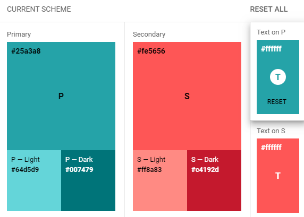 CURRENT SCHEME
RESET ALL
Primary
#25a3a8
P
P — Light
#64d5d9
P — Dark
#007479
Secondary
#fe5656
S
S — Light
#ff8a83
S — Dark
#c4192d
Text on P
#ffffff
T
RESET
Text on S
#ffffff
T